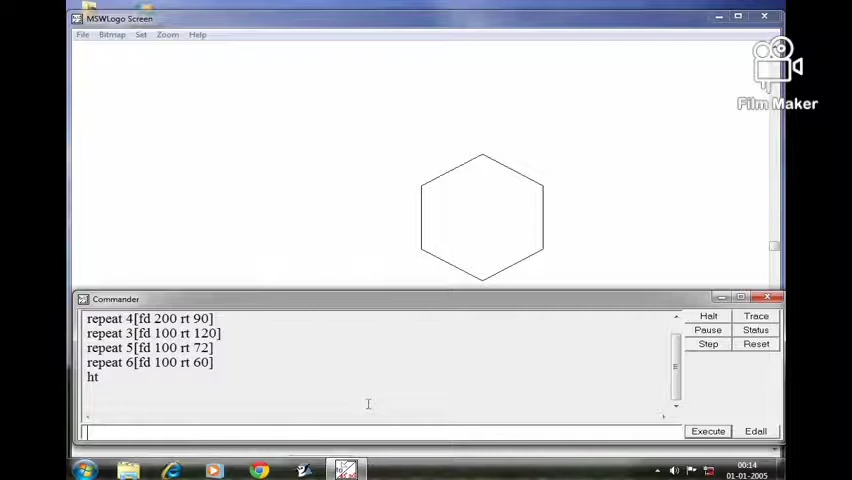 MSWLogo Screen
File Bitmap Set Zoom Help
Film Maker
Commander
repeat 4[fd 200 rt 90]
repeat 3[fd 100 rt 120]
repeat 5[fd 100 rt 72]
repeat 6[fd 100 rt 60]
ht
Halt Trace
Pause Status
Step Reset
Execute Edall
00:14
01-01-2005